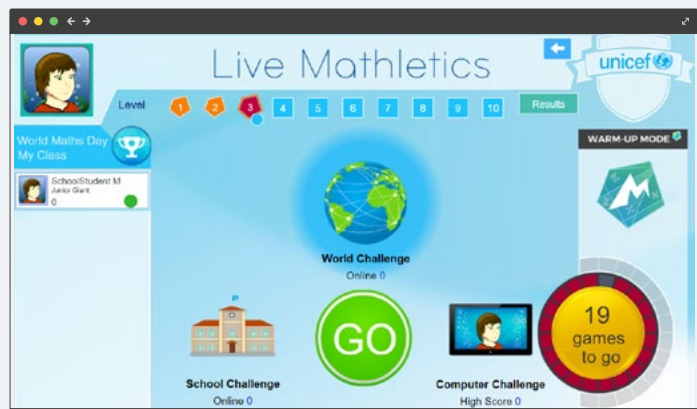 Live Mathletics
unicef
Level 1 2 3 4 5 6 7 8 9 10 Results
World Maths Day
My Class
SchoolStudent M
Junior Giant
0
WARM-UP MODE
World Challenge
Online 0
GO
School Challenge
Online 0
Computer Challenge
High Score 0
19
games
to go